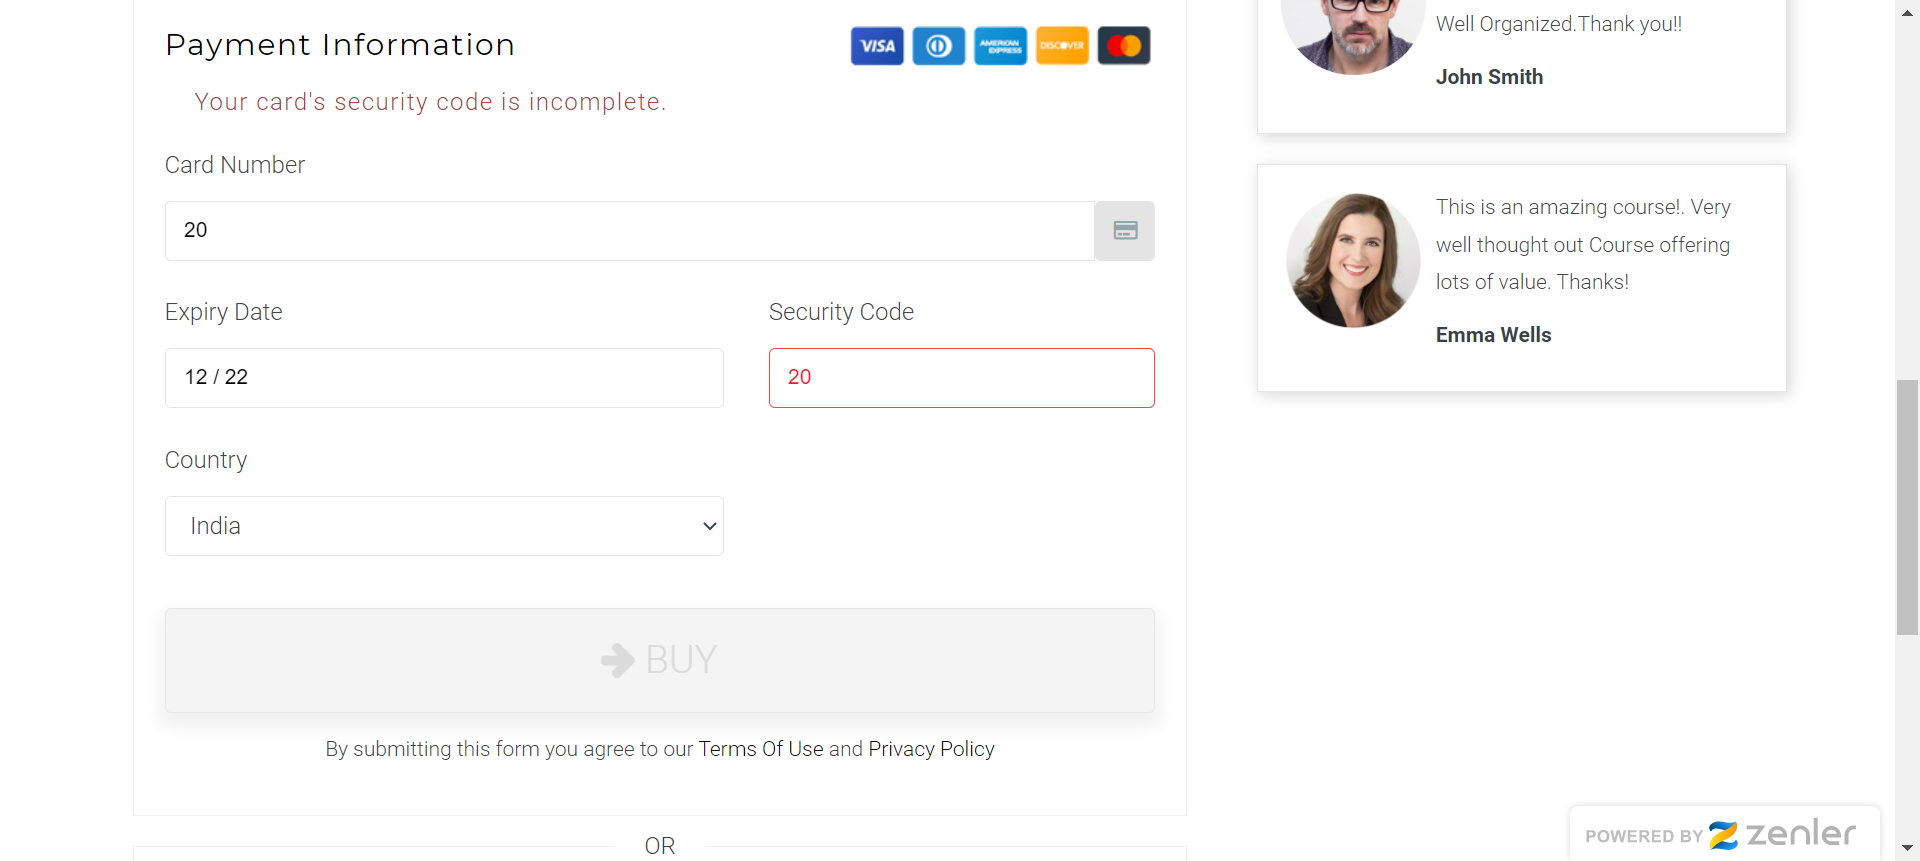 Payment Information
VISA
AMERICAN EXPRESS
DISCOVER
Your card's security code is incomplete.
Card Number
20
Expiry Date
Security Code
12 / 22
20
Country
India
BUY
By submitting this form you agree to our Terms Of Use and Privacy Policy
OR
Well Organized.Thank you!!
John Smith
This is an amazing course!. Very
well thought out Course offering
lots of value. Thanks!
Emma Wells
POWERED BY zenler